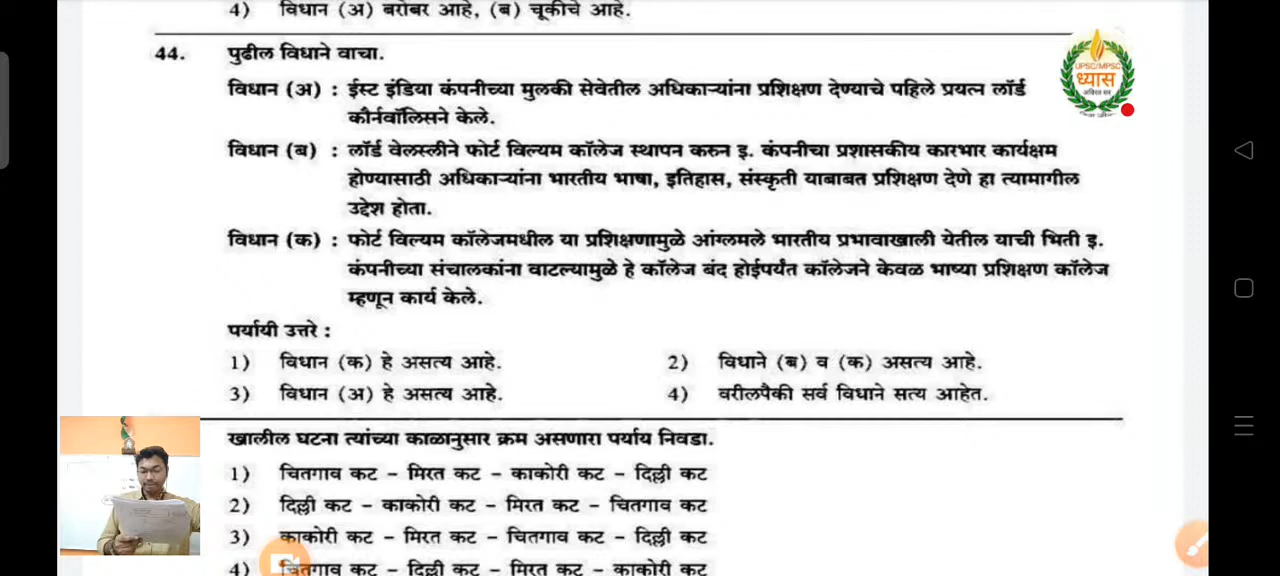 4) विधान (अ) बरोबर आहे, (ब) चूकीचे आहे.
44. पुढील विधाने वाचा.
विधान (अ) : ईस्ट इंडिया कंपनीच्या मुलकी सेवेतील अधिकाऱ्यांना प्रशिक्षण देण्याचे पहिले प्रयत्न लॉर्ड
कौर्नवॉलिसने केले.
विधान (ब) : लॉर्ड वेलस्लीने फोर्ट विल्यम कॉलेज स्थापन करुन इ. कंपनीचा प्रशासकीय कारभार कार्यक्षम
होण्यासाठी अधिकाऱ्यांना भारतीय भाषा, इतिहास, संस्कृती याबाबत प्रशिक्षण देणे हा त्यामागील
उद्देश होता.
विधान (क) : फोर्ट विल्यम कॉलेजमधील या प्रशिक्षणामुळे आंग्लमले भारतीय प्रभावाखाली येतील याची भिती इ.
कंपनीच्या संचालकांना वाटल्यामुळे हे कॉलेज बंद होईपर्यंत कॉलेजने केवळ भाष्या प्रशिक्षण कॉलेज
म्हणून कार्य केले.
पर्यायी उत्तरे :
1) विधान (क) हे असत्य आहे. 2) विधाने (ब) व (क) असत्य आहे.
3) विधान (अ) हे असत्य आहे. 4) वरीलपैकी सर्व विधाने सत्य आहेत.
खालील घटना त्यांच्या काळानुसार क्रम असणारा पर्याय निवडा.
1) चितगाव कट – मिरत कट – काकोरी कट – दिल्ली कट
2) दिल्ली कट – काकोरी कट – मिरत कट – चितगाव कट
3) काकोरी कट – मिरत कट – चितगाव कट – दिल्ली कट
4) चितगाव कट – दिल्ली कट – मिरत कट – काकोरी कट
UPSC/MPSC
ध्यास